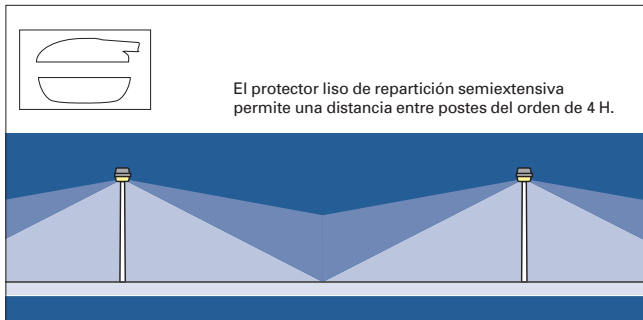 El protector liso de repartición semiextensiva
permite una distancia entre postes del orden de 4 H.